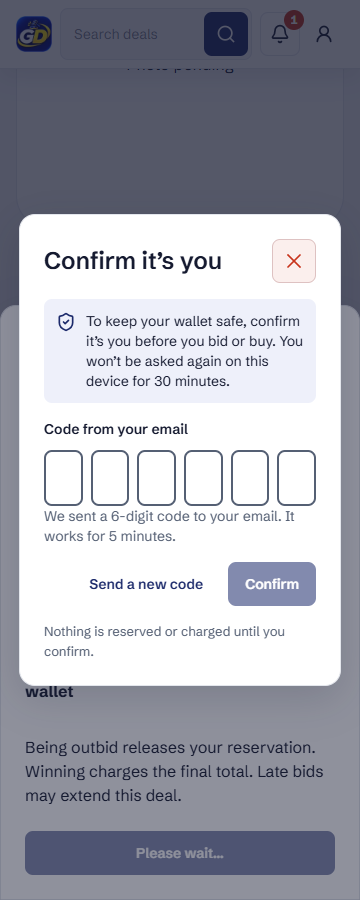 GD
Search deals
1
Confirm it’s you
To keep your wallet safe, confirm
it’s you before you bid or buy. You
won’t be asked again on this
device for 30 minutes.
Code from your email
We sent a 6-digit code to your email. It
works for 5 minutes.
Send a new code
Confirm
Nothing is reserved or charged until you
confirm.
wallet
Being outbid releases your reservation.
Winning charges the final total. Late bids
may extend this deal.
Please wait…